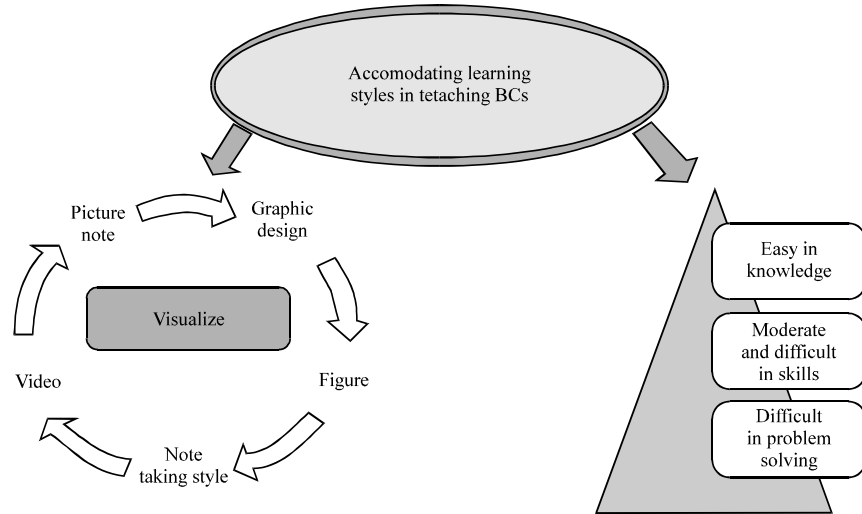 Accomodating learning
styles in tetaching BCs
Picture
note
Graphic
design
Visualize
Video
Figure
Note
taking style
Easy in
knowledge
Moderate
and difficult
in skills
Difficult
in problem
solving